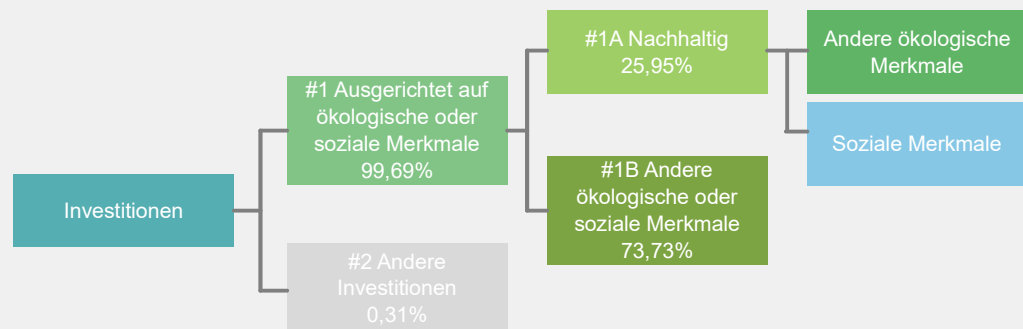 Investitionen
#1 Ausgerichtet auf
ökologische oder
soziale Merkmale
99,69%
#2 Andere
Investitionen
0,31%
#1A Nachhaltig
25,95%
#1B Andere
ökologische oder
soziale Merkmale
73,73%
Andere ökologische
Merkmale
Soziale Merkmale